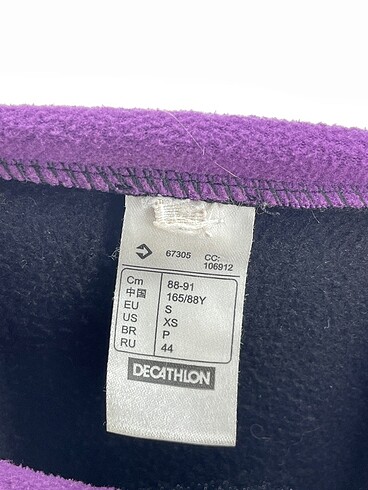 67305 CC:
106912
Cm 88-91
中国 165/88Y
EU S
US XS
BR P
RU 44
DECATHLON